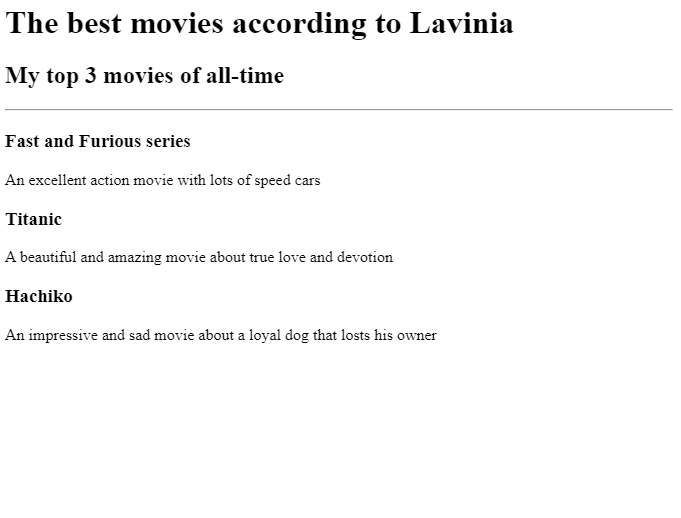 The best movies according to Lavinia
My top 3 movies of all-time
Fast and Furious series
An excellent action movie with lots of speed cars
Titanic
A beautiful and amazing movie about true love and devotion
Hachiko
An impressive and sad movie about a loyal dog that losts his owner